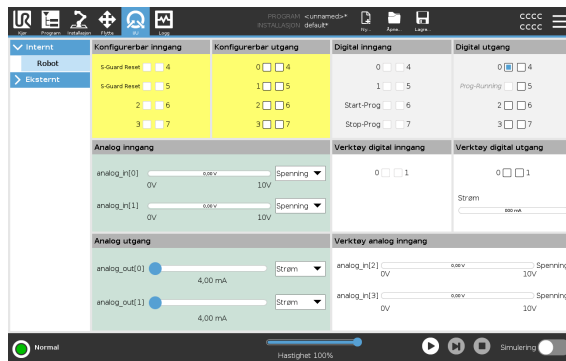 UR
PROGRAM <unnamed>*
INSTALLASJON default*
CCCC
CCCC
Kjør Program Installasjon Flytte I/U Logg Ny... Åpne... Lagre...
Internt
Robot
Eksternt
Konfigurerbar inngang
S-Guard Reset 4
S-Guard Reset 5
2 6
3 7
Konfigurerbar utgang
0 4
1 5
2 6
3 7
Digital inngang
0 4
1 5
Start-Prog 6
Stop-Prog 7
Digital utgang
0 4
Prog-Running 5
2 6
3 7
Analog inngang
analog_in[0] 0,00 V Spenning
0V 10V
analog_in[1] 0,00 V Spenning
0V 10V
Verktøy digital inngang
0 1
Verktøy digital utgang
0 1
Strøm
000 mA
Analog utgang
analog_out[0] Strøm
4,00 mA
analog_out[1] Strøm
4,00 mA
Verktøy analog inngang
analog_in[2] 0,00 V Spenning
0V 10V
analog_in[3] 0,00 V Spenning
0V 10V
Normal
Hastighet 100%
Simulering